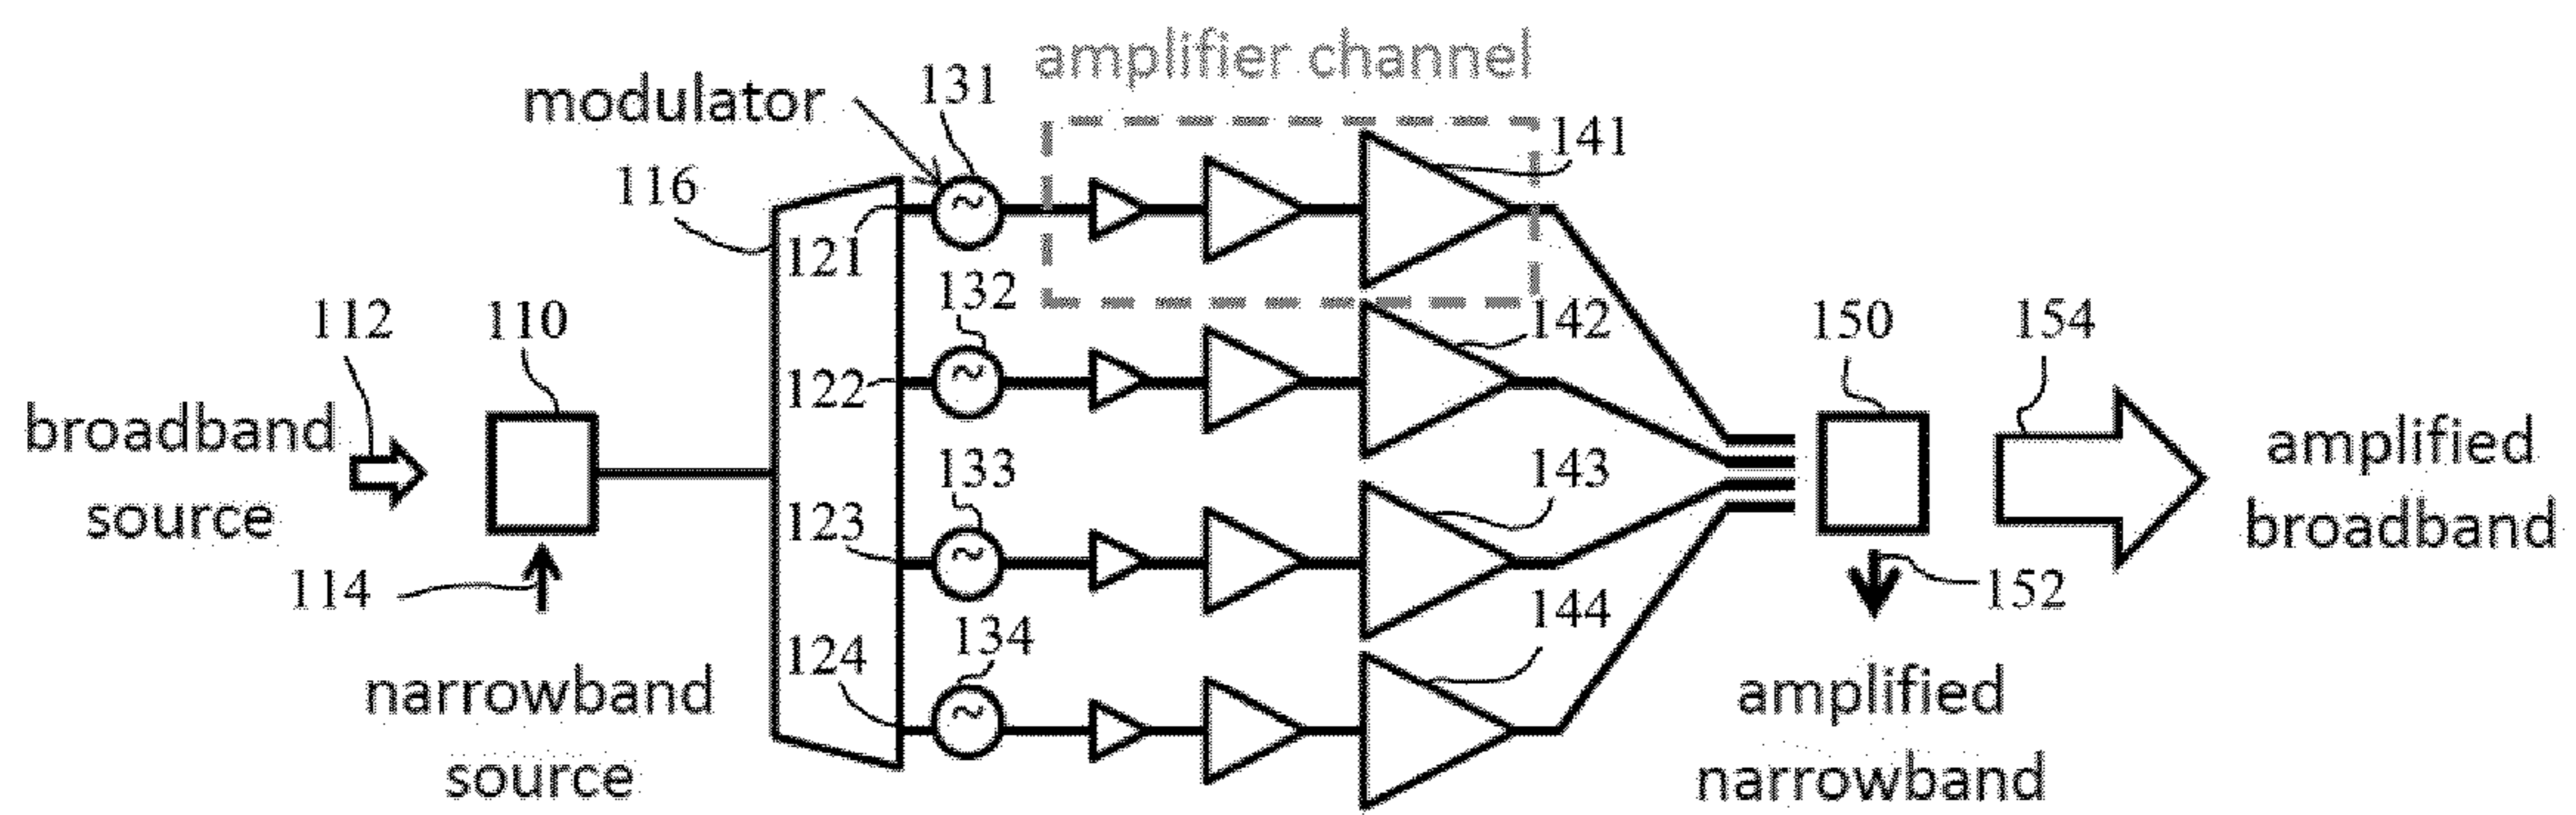 amplifier channel
modulator
131
141
116
121
132
142
112
110
150
154
122
broadband
source
133
143
amplified
broadband
123
114
144
152
134
124
narrowband
source
amplified
narrowband